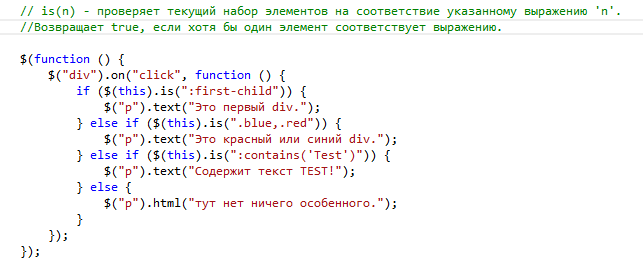 // is(n) - проверяет текущий набор элементов на соответствие указанному выражению 'n'.
//Возвращает true, если хотя бы один элемент соответствует выражению.
$(function () {
$("div").on("click", function () {
if ($(this).is(":first-child")) {
$("p").text("Это первый div.");
} else if ($(this).is(".blue,.red")) {
$("p").text("Это красный или синий div.");
} else if ($(this).is(":contains('Test')")) {
$("p").text("Содержит текст TEST!");
} else {
$("p").html("тут нет ничего особенного.");
}
});
});